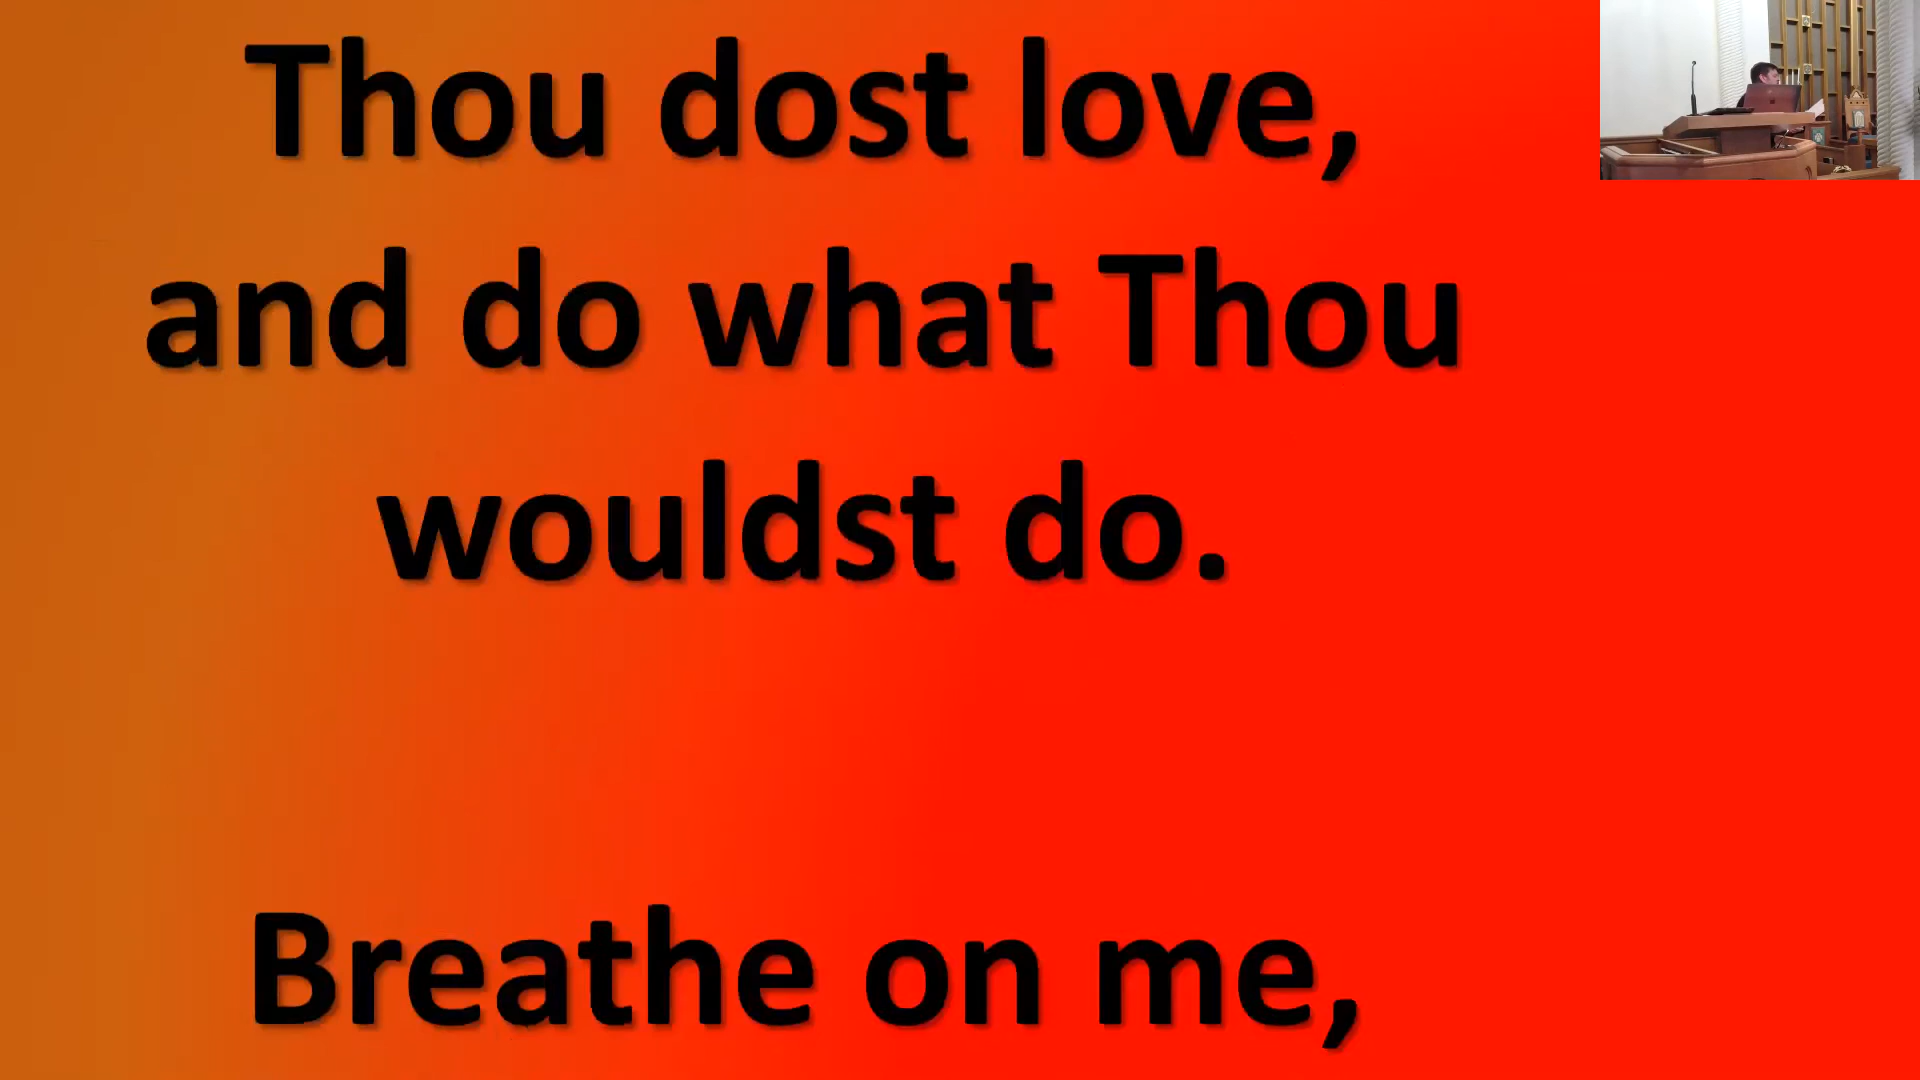 Thou dost love,
and do what Thou
wouldst do.
Breathe on me,